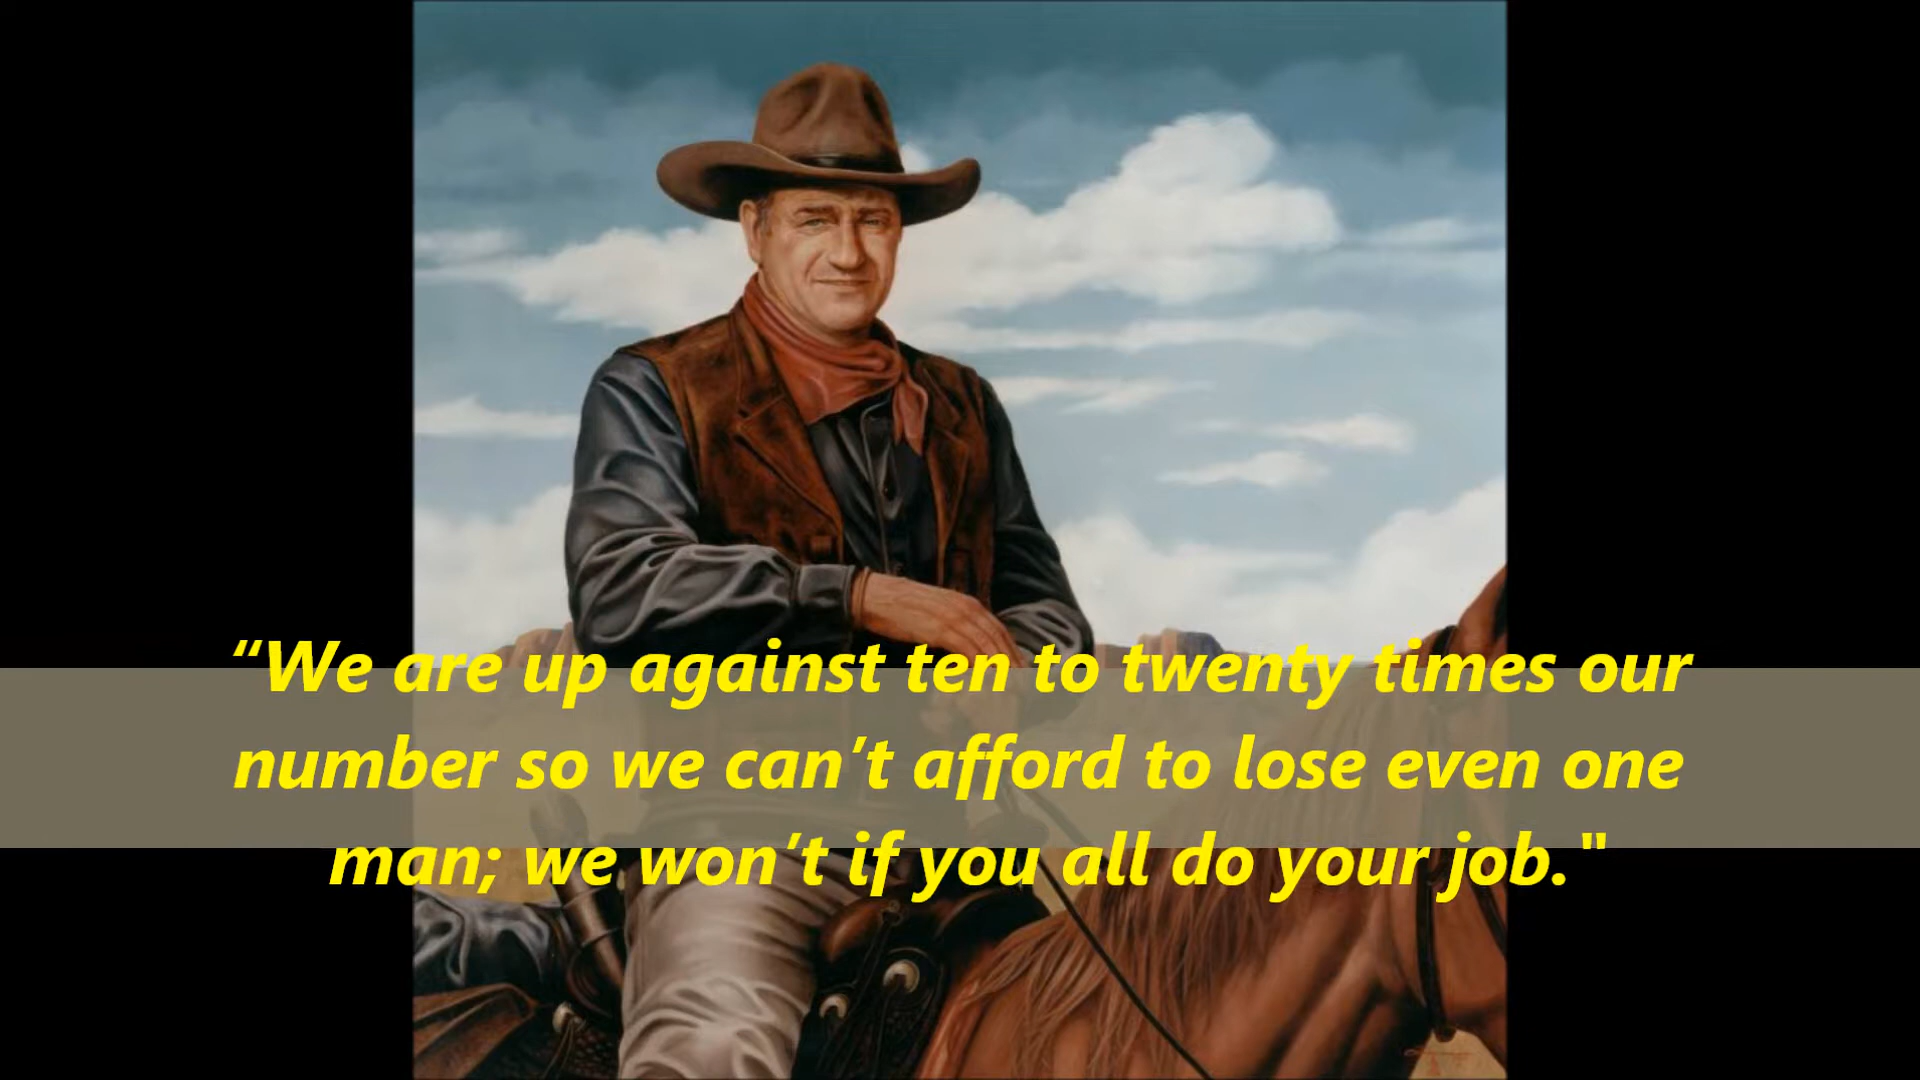 “We are up against ten to twenty times our
number so we can’t afford to lose even one
man; we won’t if you all do your job."